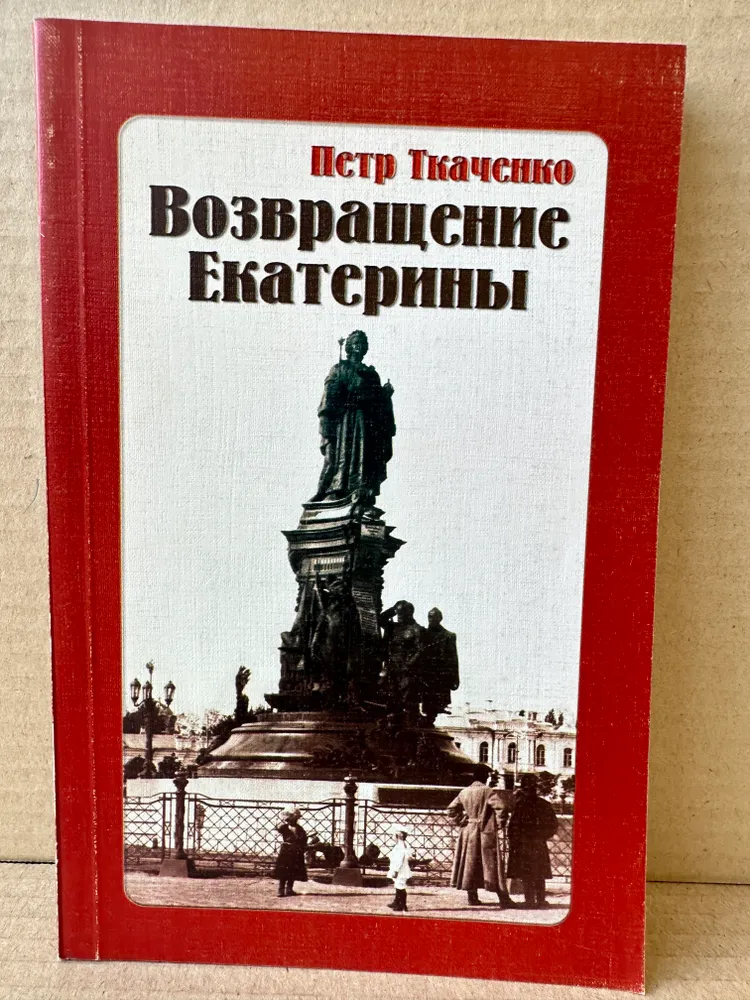 Петр Ткаченко
Возвращение
Екатерины